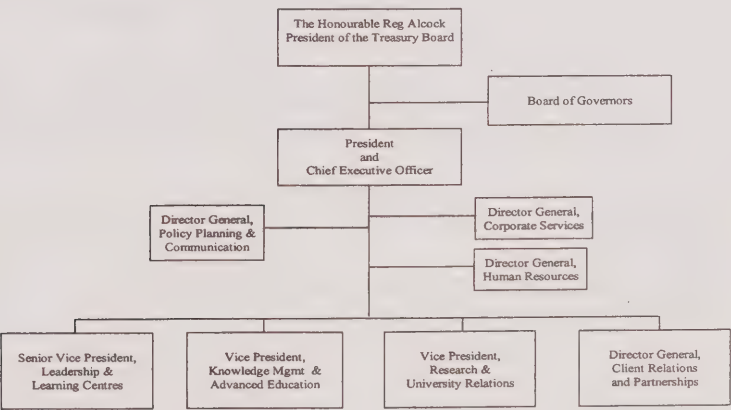 The Honourable Reg Alcock
President of the Treasury Board
Board of Governors
President
and
Chief Executive Officer
Director General,
Policy Planning &
Communication
Director General,
Corporate Services
Director General,
Human Resources
Senior Vice President,
Leadership &
Learning Centres
Vice President,
Knowledge Mgmt &
Advanced Education
Vice President,
Research &
University Relations
Director General,
Client Relations
and Partnerships